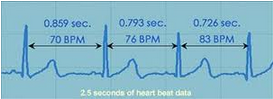 0.859 sec. 0.793 sec. 0.726 sec.
70 BPM 76 BPM 83 BPM
2.5 seconds of heart beat data